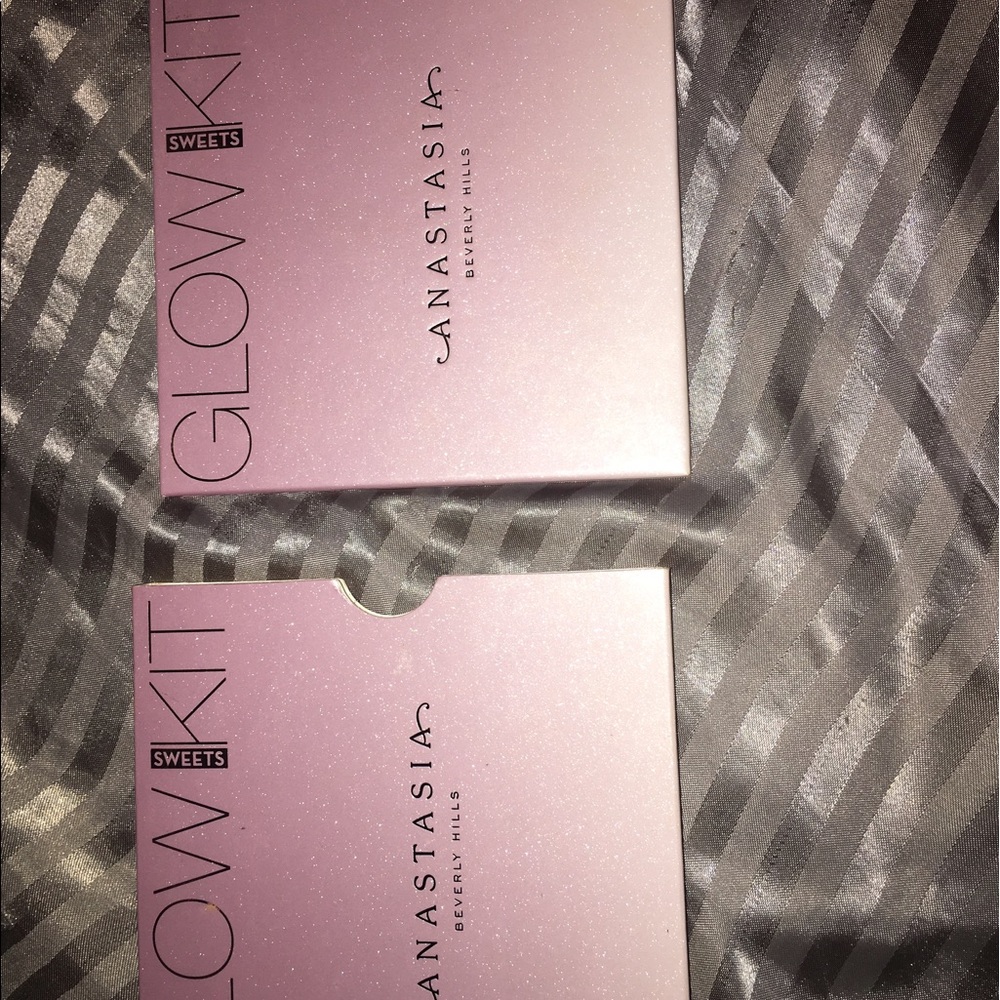 GLOW KIT
SWEETS
ANASTASIA
BEVERLY HILLS
LOW KIT
SWEETS
ANASTASIA
BEVERLY HILLS